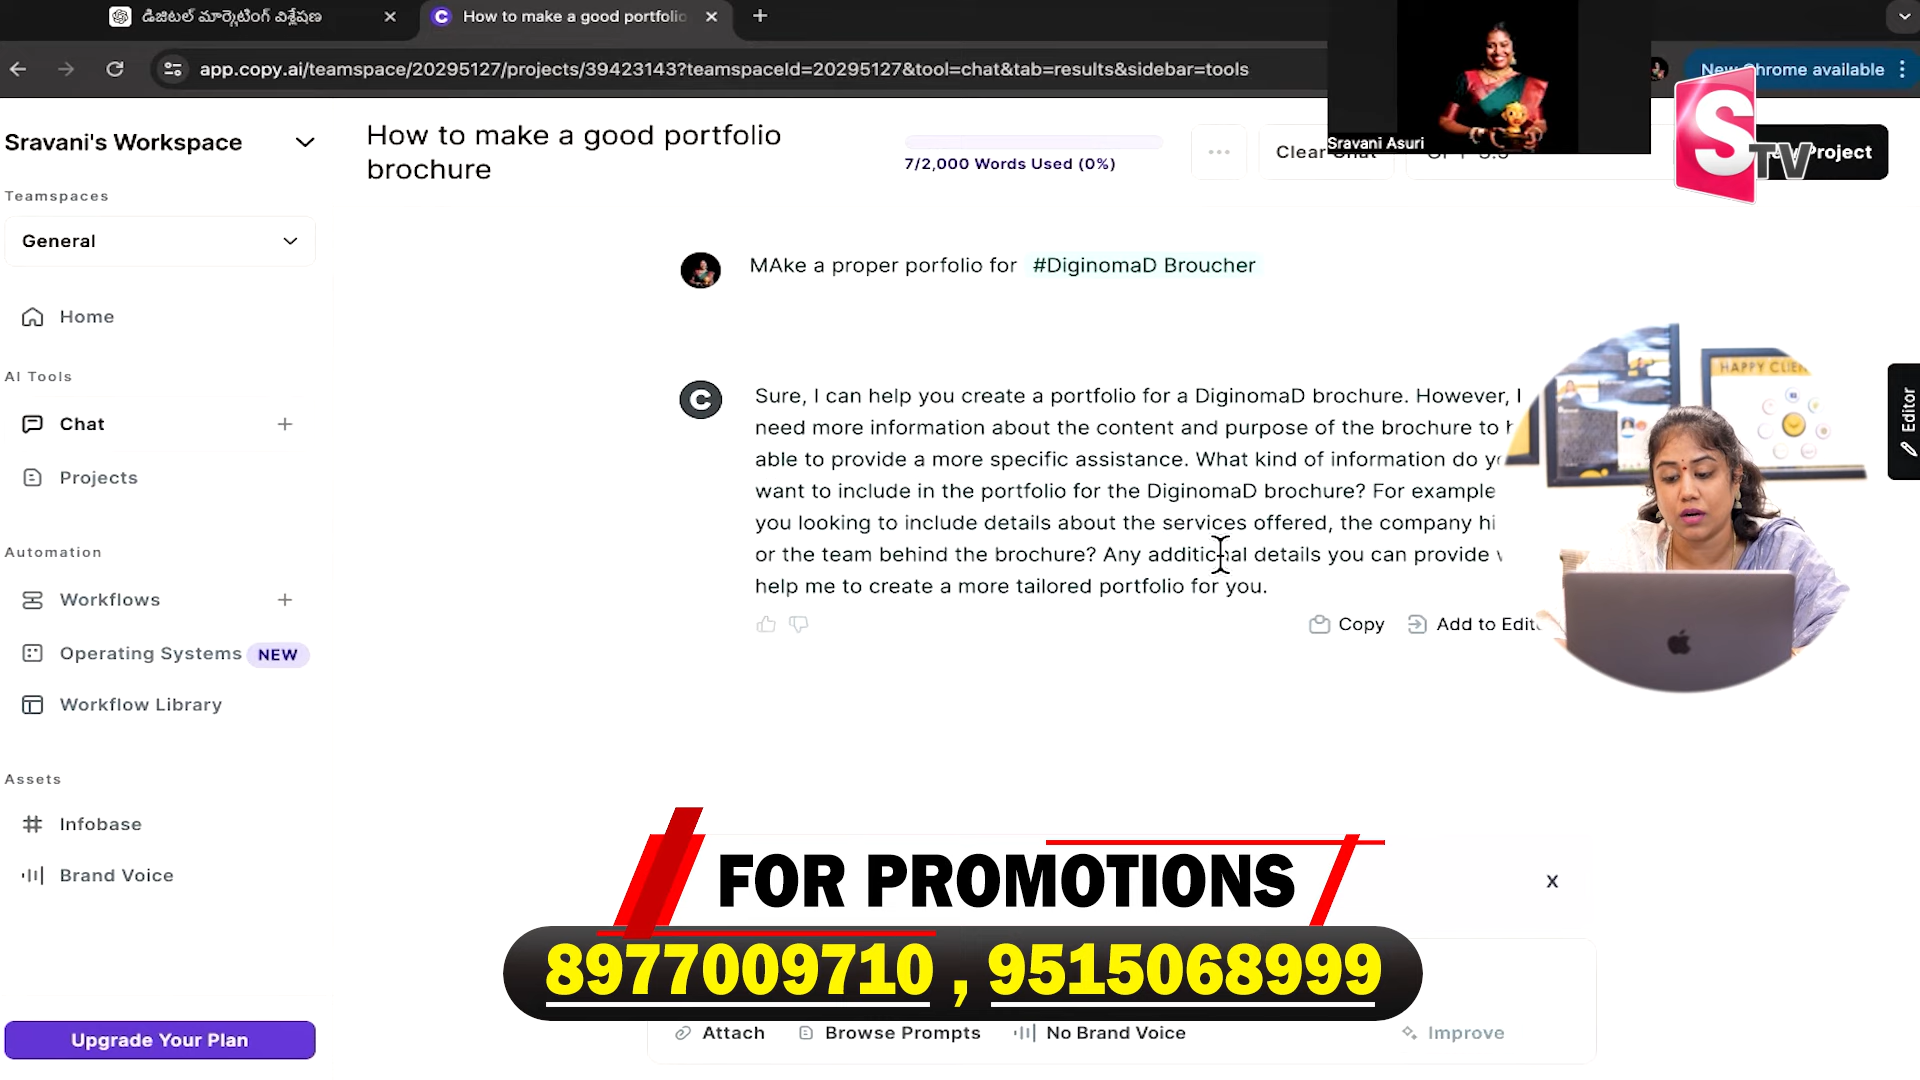 డిజిటల్ మార్కెటింగ్ విశ్లేషణ
How to make a good portfolio
app.copy.ai/teamspace/20295127/projects/39423143?teamspaceId=20295127&tool=chat&tab=results&sidebar=tools
New Chrome available
Sravani's Workspace
How to make a good portfolio
brochure
7/2,000 Words Used (0%)
Clear Chat
Sravani Asuri
Project
S
TV
Teamspaces
General
MAke a proper porfolio for #DiginomaD Broucher
Home
AI Tools
Chat
Projects
C
Sure, I can help you create a portfolio for a DiginomaD brochure. However, I
need more information about the content and purpose of the brochure to
able to provide a more specific assistance. What kind of information do
want to include in the portfolio for the DiginomaD brochure? For example
you looking to include details about the services offered, the company
or the team behind the brochure? Any additional details you can provide
help me to create a more tailored portfolio for you.
Copy
Add to
HAPPY
Editor
Automation
Workflows
Operating Systems NEW
Workflow Library
Assets
Infobase
Brand Voice
FOR PROMOTIONS
X
8977009710 , 9515068999
Attach
Browse Prompts
No Brand Voice
Improve
Upgrade Your Plan